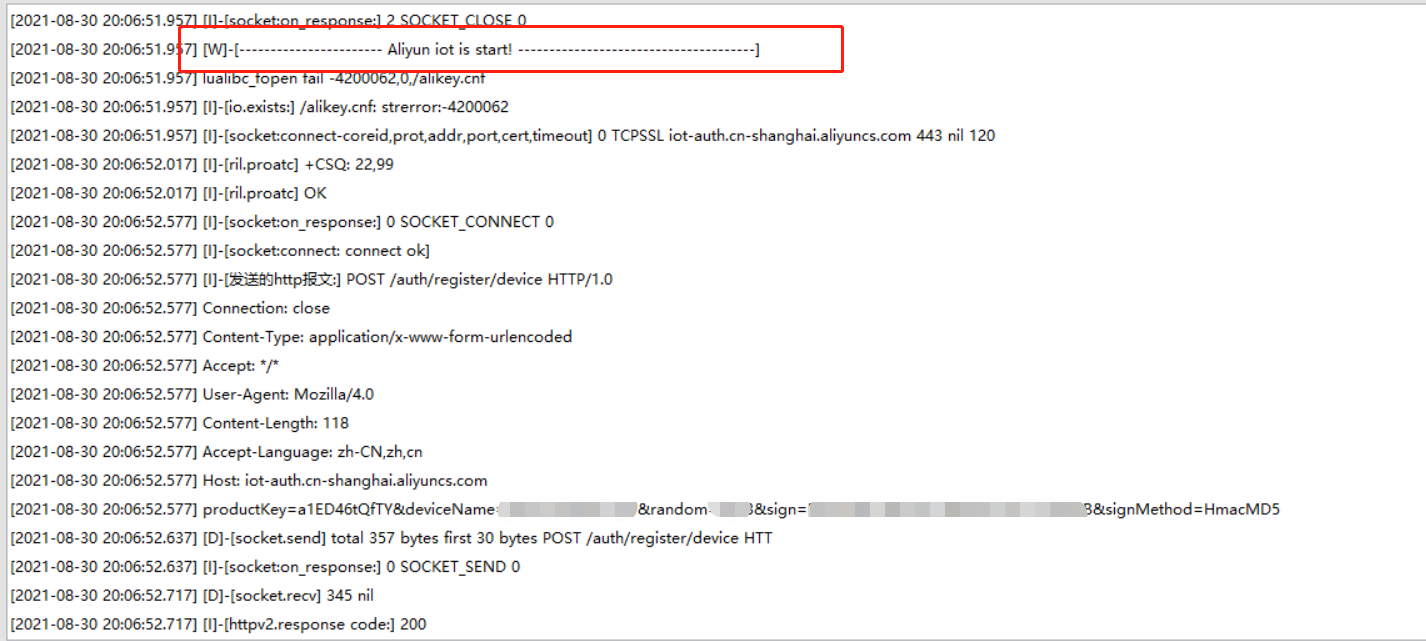 [2021-08-30 20:06:51.957] [I]-[socket:on_response:] 2 SOCKET_CLOSE 0
[2021-08-30 20:06:51.957] [W]-[----------------------- Aliyun iot is start! --------------------------------------]
[2021-08-30 20:06:51.957] lualibc_fopen fail -4200062,0,/alikey.cnf
[2021-08-30 20:06:51.957] [I]-[io.exists:] /alikey.cnf: strerror:-4200062
[2021-08-30 20:06:51.957] [I]-[socket:connect-coreid,prot,addr,port,cert,timeout] 0 TCPSSL iot-auth.cn-shanghai.aliyuncs.com 443 nil 120
[2021-08-30 20:06:52.017] [I]-[ril.proatc] +CSQ: 22,99
[2021-08-30 20:06:52.017] [I]-[ril.proatc] OK
[2021-08-30 20:06:52.577] [I]-[socket:on_response:] 0 SOCKET_CONNECT 0
[2021-08-30 20:06:52.577] [I]-[socket:connect: connect ok]
[2021-08-30 20:06:52.577] [I]-[发送的http报文:] POST /auth/register/device HTTP/1.0
[2021-08-30 20:06:52.577] Connection: close
[2021-08-30 20:06:52.577] Content-Type: application/x-www-form-urlencoded
[2021-08-30 20:06:52.577] Accept: */*
[2021-08-30 20:06:52.577] User-Agent: Mozilla/4.0
[2021-08-30 20:06:52.577] Content-Length: 118
[2021-08-30 20:06:52.577] Accept-Language: zh-CN,zh,cn
[2021-08-30 20:06:52.577] Host: iot-auth.cn-shanghai.aliyuncs.com
[2021-08-30 20:06:52.577] productKey=a1ED46tQfTY&deviceName= &random= 3&sign= 3&signMethod=HmacMD5
[2021-08-30 20:06:52.637] [D]-[socket.send] total 357 bytes first 30 bytes POST /auth/register/device HTT
[2021-08-30 20:06:52.637] [I]-[socket:on_response:] 0 SOCKET_SEND 0
[2021-08-30 20:06:52.717] [D]-[socket.recv] 345 nil
[2021-08-30 20:06:52.717] [I]-[httpv2.response code:] 200